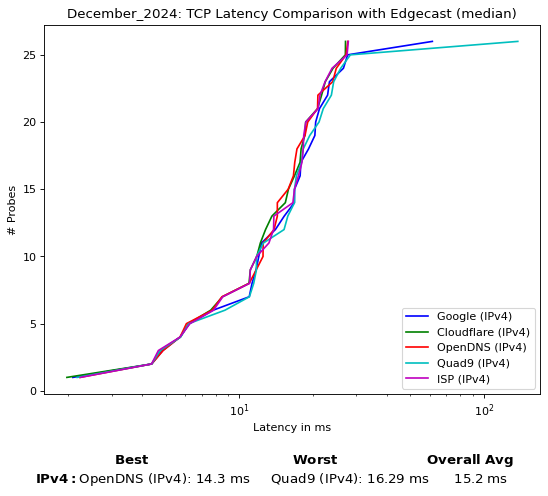 December_2024: TCP Latency Comparison with Edgecast (median)
25
20
15
10
5
0
# Probes
Google (IPv4)
Cloudflare (IPv4)
OpenDNS (IPv4)
Quad9 (IPv4)
ISP (IPv4)
10¹ 10²
Latency in ms
Best Worst Overall Avg
IPv4: OpenDNS (IPv4): 14.3 ms Quad9 (IPv4): 16.29 ms 15.2 ms